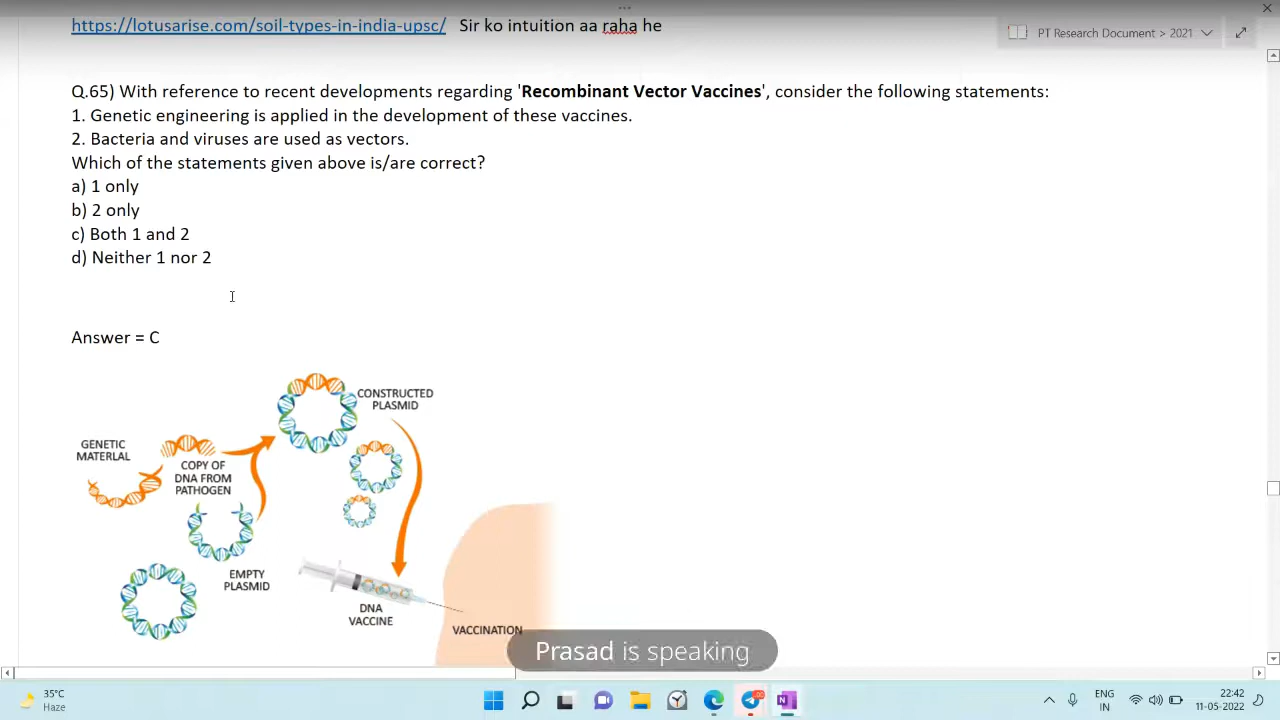 https://lotusarise.com/soil-types-in-india-upsc/ Sir ko intuition aa raha he
PT Research Document > 2021
Q.65) With reference to recent developments regarding 'Recombinant Vector Vaccines', consider the following statements:
1. Genetic engineering is applied in the development of these vaccines.
2. Bacteria and viruses are used as vectors.
Which of the statements given above is/are correct?
a) 1 only
b) 2 only
c) Both 1 and 2
d) Neither 1 nor 2
Answer = C
CONSTRUCTED
PLASMID
GENETIC
MATERLAL
COPY OF
DNA FROM
PATHOGEN
EMPTY
PLASMID
DNA
VACCINE
VACCINATION
Prasad is speaking
35°C
Haze
ENG
IN
22:42
11-05-2022